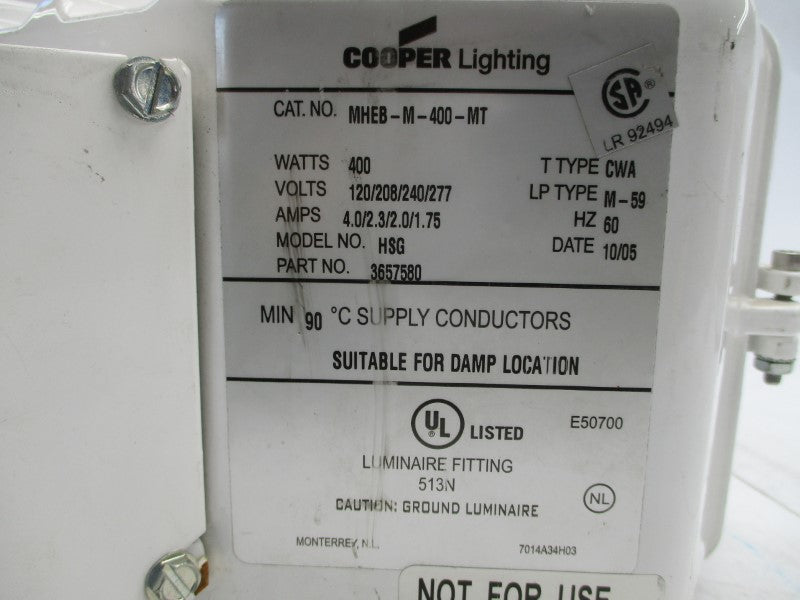 COOPER Lighting
CAT. NO. MHEB-M-400-MT
SA ®
LR 92494
WATTS 400 T TYPE CWA
VOLTS 120/208/240/277 LP TYPE M-59
AMPS 4.0/2.3/2.0/1.75 HZ 60
MODEL NO. HSG DATE 10/05
PART NO. 3657580
MIN 90 °C SUPPLY CONDUCTORS
SUITABLE FOR DAMP LOCATION
UL ® LISTED E50700
LUMINAIRE FITTING
513N
NL
CAUTION: GROUND LUMINAIRE
MONTERREY, N.L. 7014A34H03
NOT FOR USE